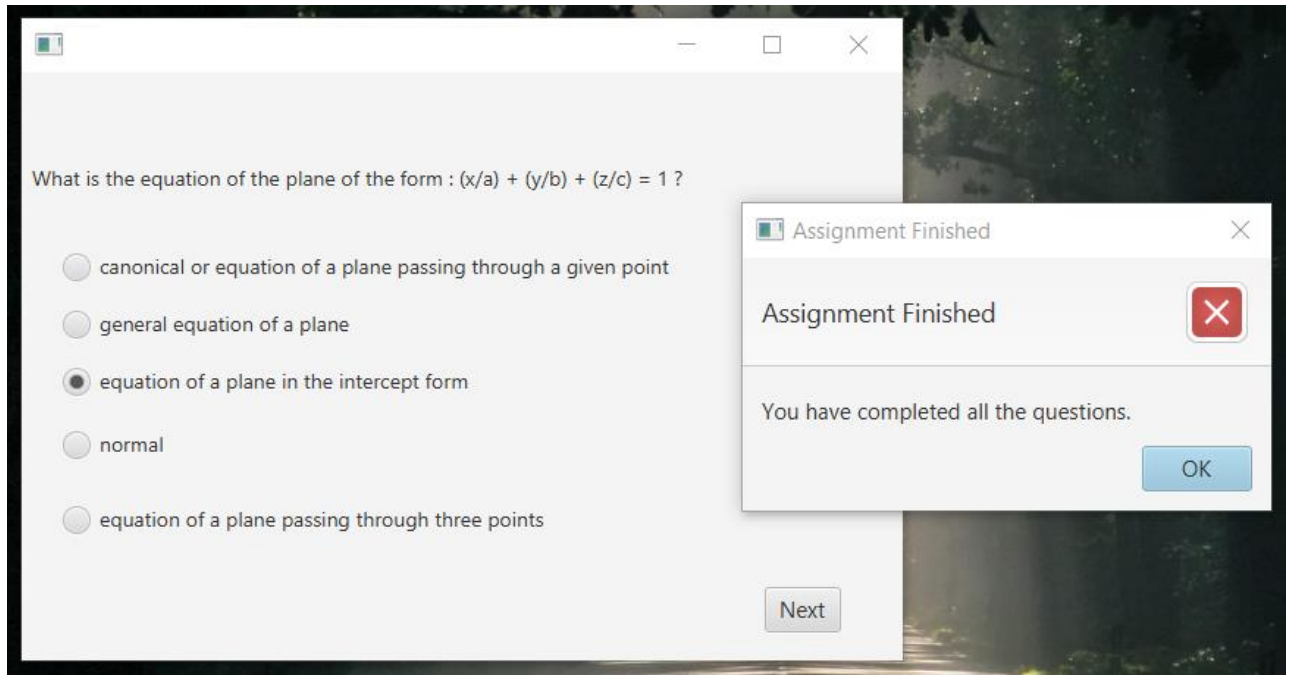 What is the equation of the plane of the form : (x/a) + (y/b) + (z/c) = 1 ?
canonical or equation of a plane passing through a given point
general equation of a plane
equation of a plane in the intercept form
normal
equation of a plane passing through three points
Next
Assignment Finished
Assignment Finished
You have completed all the questions.
OK